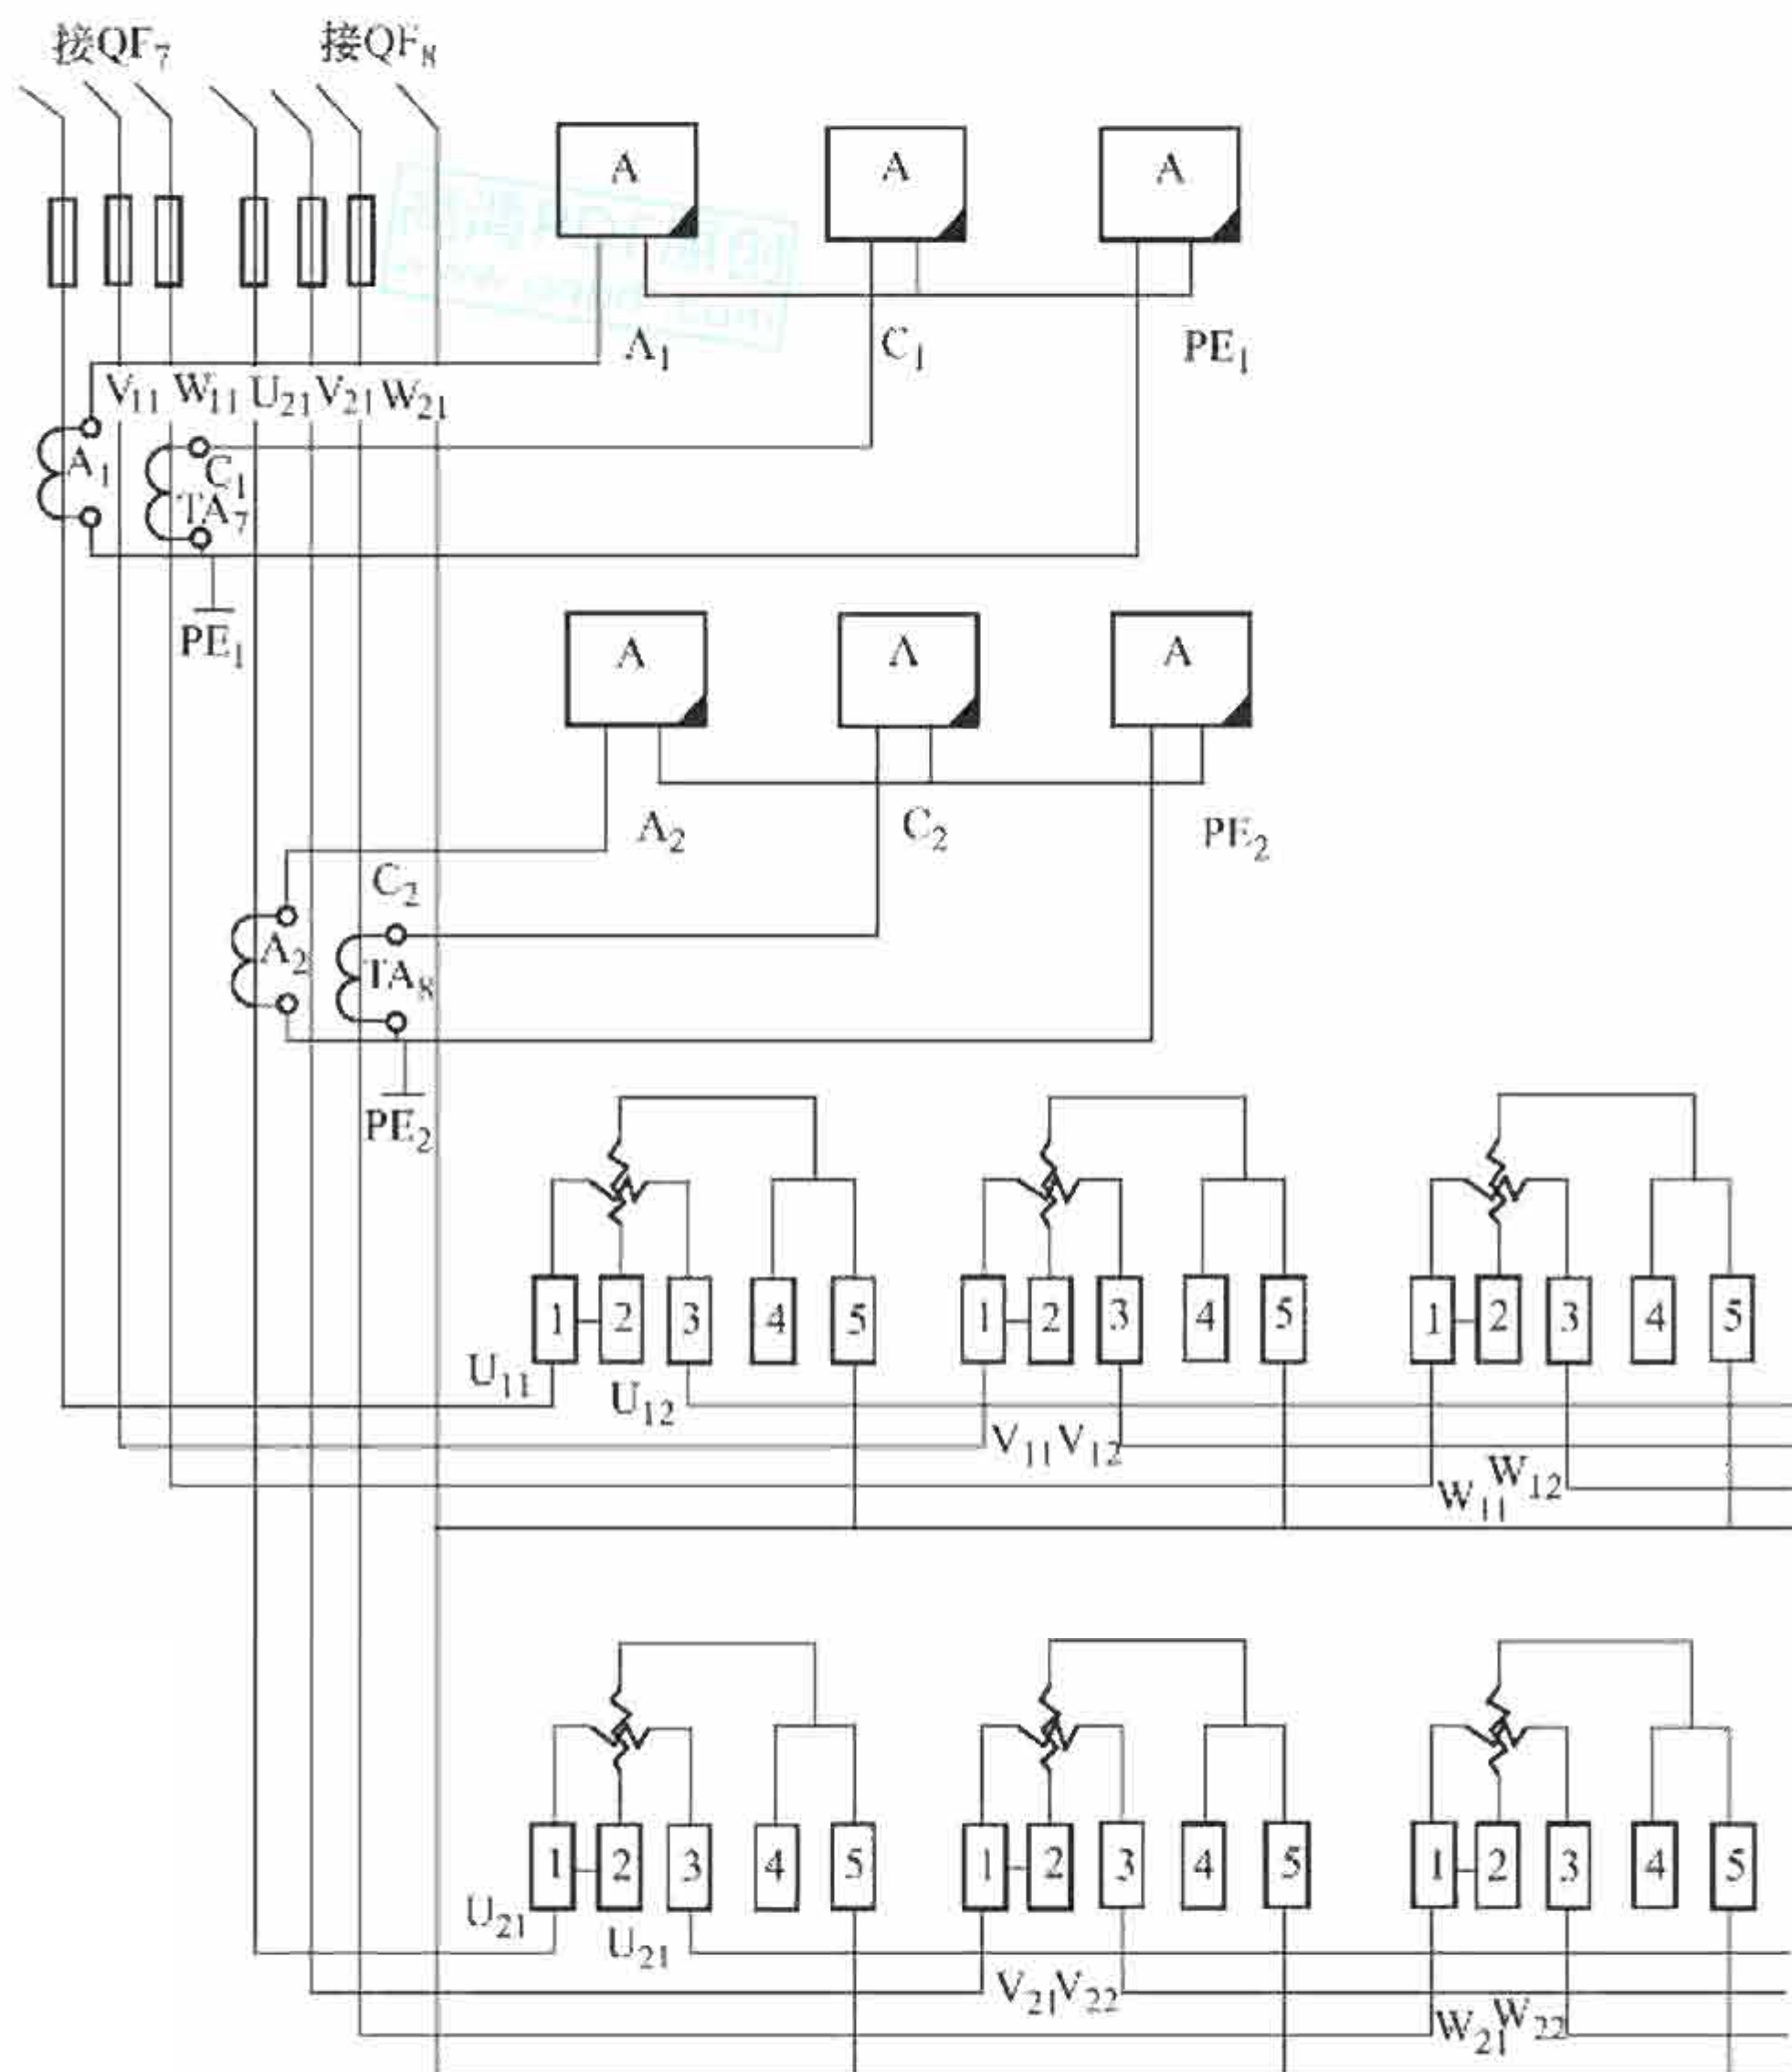 接QF₇ 接QF₈
A A A
A₁ C₁ PE₁
V₁₁ W₁₁ U₂₁ V₂₁ W₂₁
A₁ C₁
TA₇
PE₁
A A A
A₂ C₂ PE₂
C₂
A₂ TA₈
PE₂
1 2 3 4 5 1 2 3 4 5 1 2 3 4 5
U₁₁ U₁₂ V₁₁ V₁₂ W₁₁ W₁₂
1 2 3 4 5 1 2 3 4 5 1 2 3 4 5
U₂₁ U₂₁ V₂₁ V₂₂ W₂₁ W₂₂